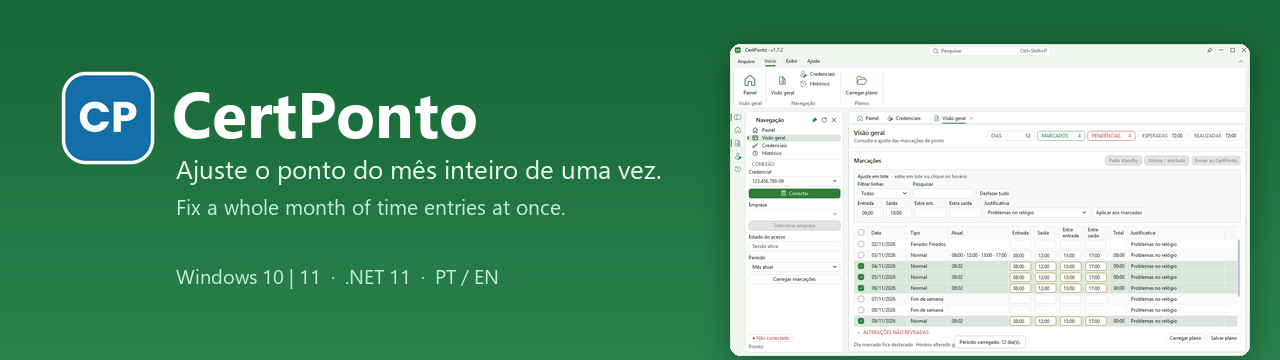 CP
CertPonto
Ajuste o ponto do mês inteiro de uma vez.
Fix a whole month of time entries at once.
Windows 10 | 11 · .NET 11 · PT / EN
CertPonto - v1.7.2
Pesquisar Ctrl+Shift+P
Arquivo Início Exibir Ajuda
Painel Visão geral Credenciais Histórico Carregar plano
Visão geral Navegação Planos
Navegação
Painel
Visão geral
Credenciais
Histórico
CONEXÃO
Credencial
123.456.789-09
Conectar
Empresa
Selecionar empresa
Estado do acesso
Sessão ativa
Período
Mês atual
Carregar marcações
Não conectado
Pronto
Painel Credenciais Visão geral
Visão geral
Consulta e ajuste das marcações de ponto
DIAS 12 MARCADOS 4 PENDÊNCIAS 4 ESPERADAS 72:00 REALIZADAS 72:00
Marcações
Pedir standby Abono / atestado Enviar ao CertPonto
Ajuste em lote - edite em lote ou clique no horário
Filtrar linhas Pesquisar
Todas Desfazer tudo
Entrada Saída Extra ent. Extra saída Justificativa
08:00 18:00 Problemas no relógio Aplicar aos marcados
Data Tipo Atual Entrada Saída Extra entrada Extra saída Total Justificativa
02/11/2026 Feriado: Finados Problemas no relógio
03/11/2026 Normal 08:00 - 12:00 - 13:00 - 17:00 08:00 12:00 13:00 17:00 08:00 Problemas no relógio
04/11/2026 Normal 08:02 08:00 12:00 13:00 17:00 00:00 Problemas no relógio
05/11/2026 Normal 08:02 08:00 12:00 13:00 17:00 00:00 Problemas no relógio
06/11/2026 Normal 08:02 08:00 12:00 13:00 17:00 00:00 Problemas no relógio
07/11/2026 Fim de semana Problemas no relógio
08/11/2026 Fim de semana Problemas no relógio
09/11/2026 Normal 08:02 08:00 12:00 13:00 17:00 00:00 Problemas no relógio
ALTERAÇÕES NÃO REVISADAS
Dia marcado fica destacado. Horário alterado
Período carregado, 12 dia(s).
Carregar plano Salvar plano